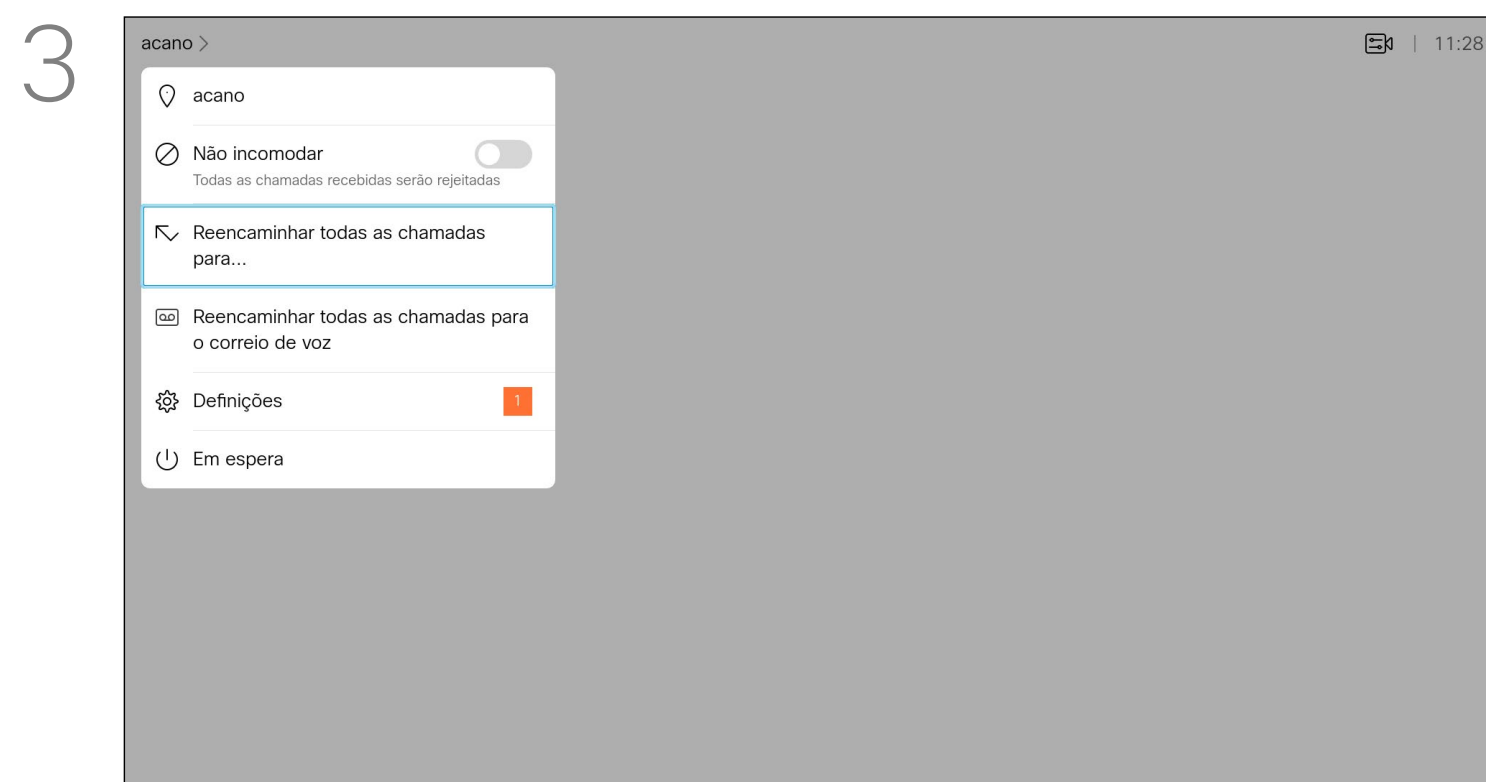 3
acano >
11:28
acano
Não incomodar
Todas as chamadas recebidas serão rejeitadas
Reencaminhar todas as chamadas
para...
Reencaminhar todas as chamadas para
o correio de voz
Definições
1
Em espera